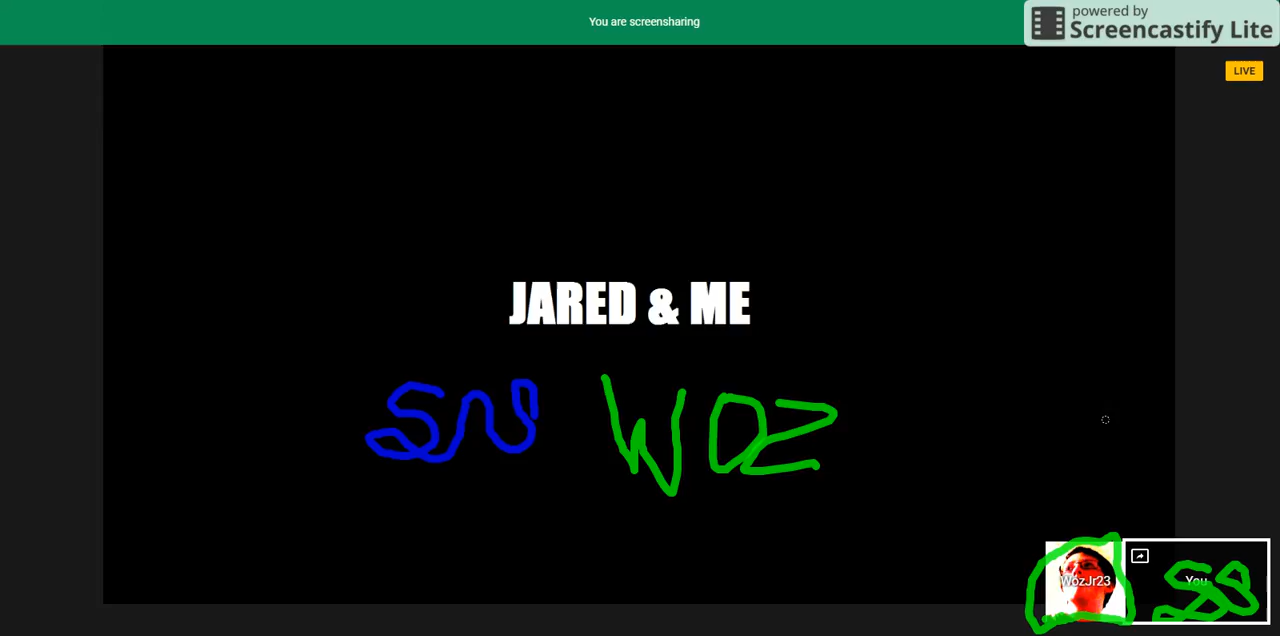 You are screensharing
powered by
Screencastify Lite
LIVE
JARED & ME
WOZ
WozJr23
You